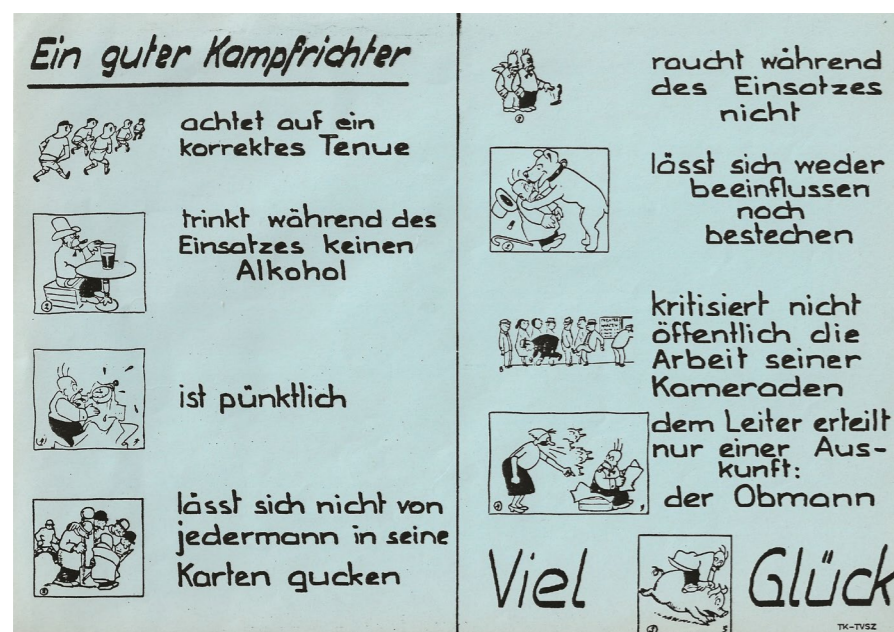 Ein guter Kampfrichter
achtet auf ein
korrektes Tenue
trinkt während des
Einsatzes keinen
Alkohol
ist pünktlich
lässt sich nicht von
jedermann in seine
Karten gucken
raucht während
des Einsatzes
nicht
lässt sich weder
beeinflussen
noch
bestechen
kritisiert nicht
öffentlich die
Arbeit seiner
Kameraden
dem Leiter erteilt
nur einer Aus-
kunft:
der Obmann
Viel Glück
TK-TVSZ